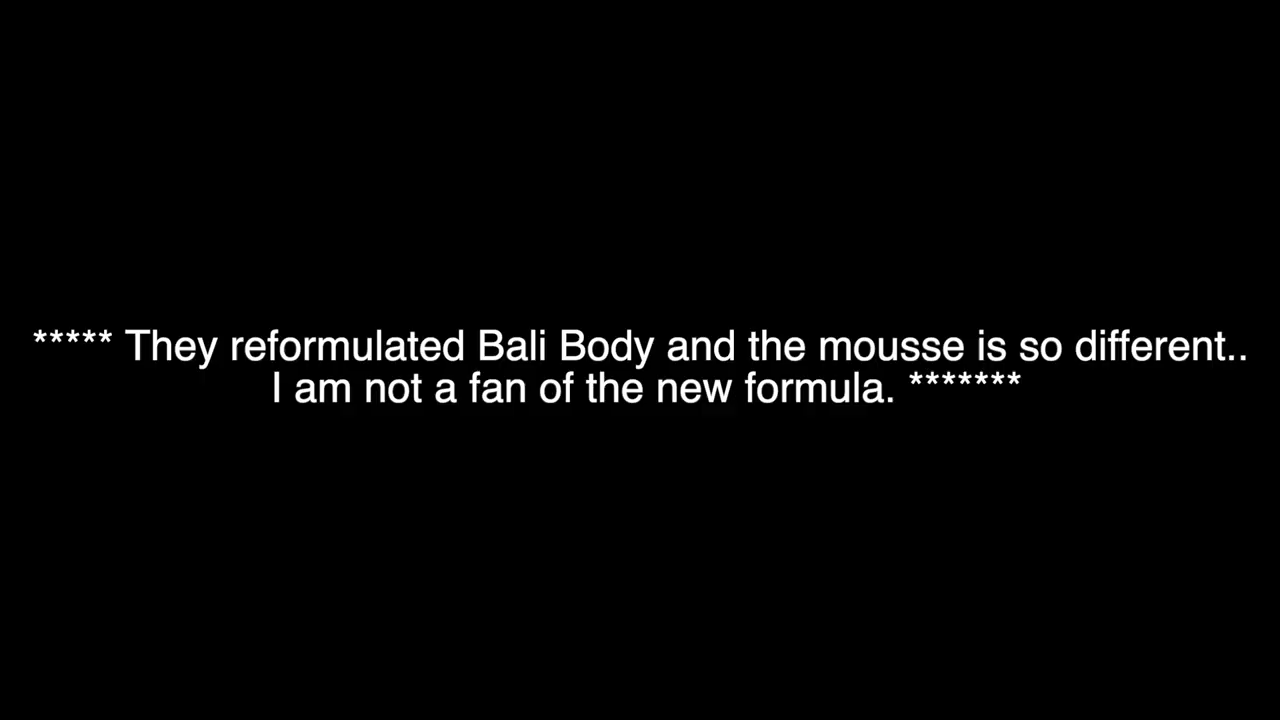 ***** They reformulated Bali Body and the mousse is so different..
I am not a fan of the new formula. *******